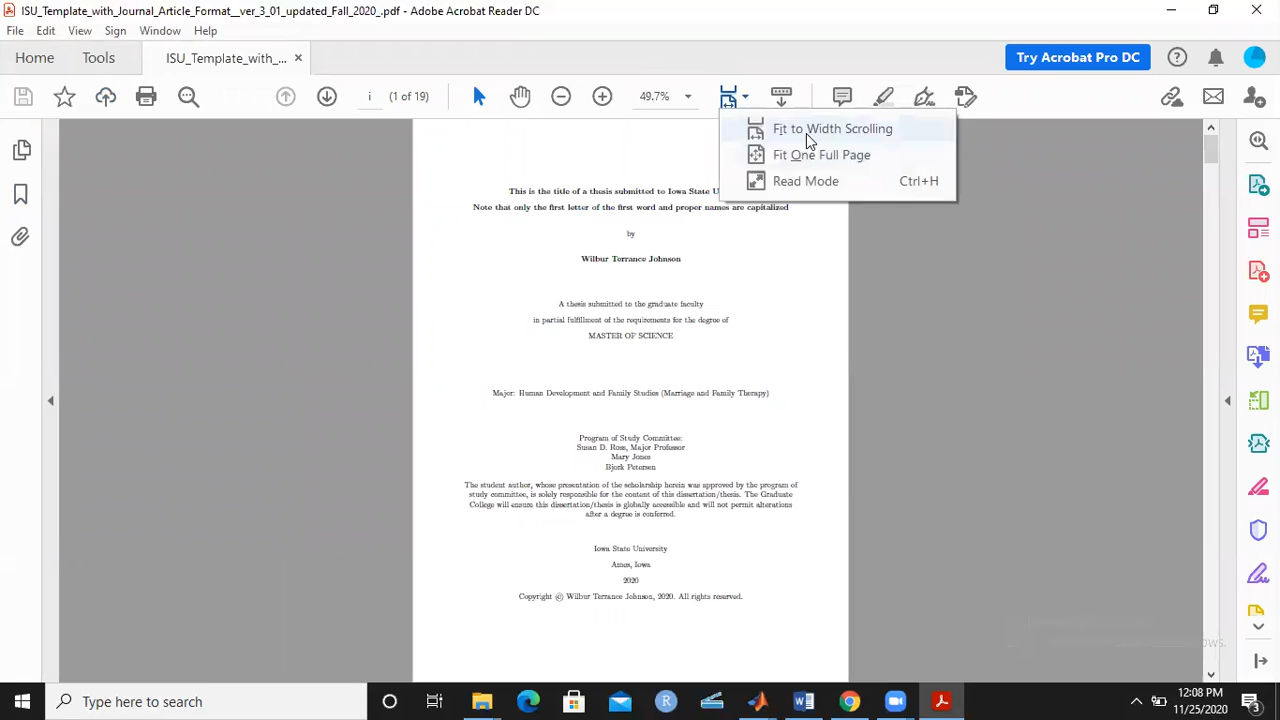 ISU_Template_with_Journal_Article_Format__ver_3_01_updated_Fall_2020_.pdf - Adobe Acrobat Reader DC
File Edit View Sign Window Help
Home Tools ISU_Template_with_... Try Acrobat Pro DC
i (1 of 19) 49.7%
Fit to Width Scrolling
Fit One Full Page
Read Mode Ctrl+H
This is the title of a thesis submitted to Iowa State U
Note that only the first letter of the first word and proper names are capitalized
by
Wilbur Terrance Johnson
A thesis submitted to the graduate faculty
in partial fulfillment of the requirements for the degree of
MASTER OF SCIENCE
Major: Human Development and Family Studies (Marriage and Family Therapy)
Program of Study Committee:
Susan D. Ross, Major Professor
Mary Jones
Bjork Petersen
The student author, whose presentation of the scholarship herein was approved by the program of
study committee, is solely responsible for the content of this dissertation/thesis. The Graduate
College will ensure this dissertation/thesis is globally accessible and will not permit alterations
after a degree is conferred.
Iowa State University
Ames, Iowa
2020
Copyright © Wilbur Terrance Johnson, 2020. All rights reserved.
Type here to search
12:08 PM
11/25/2020
3